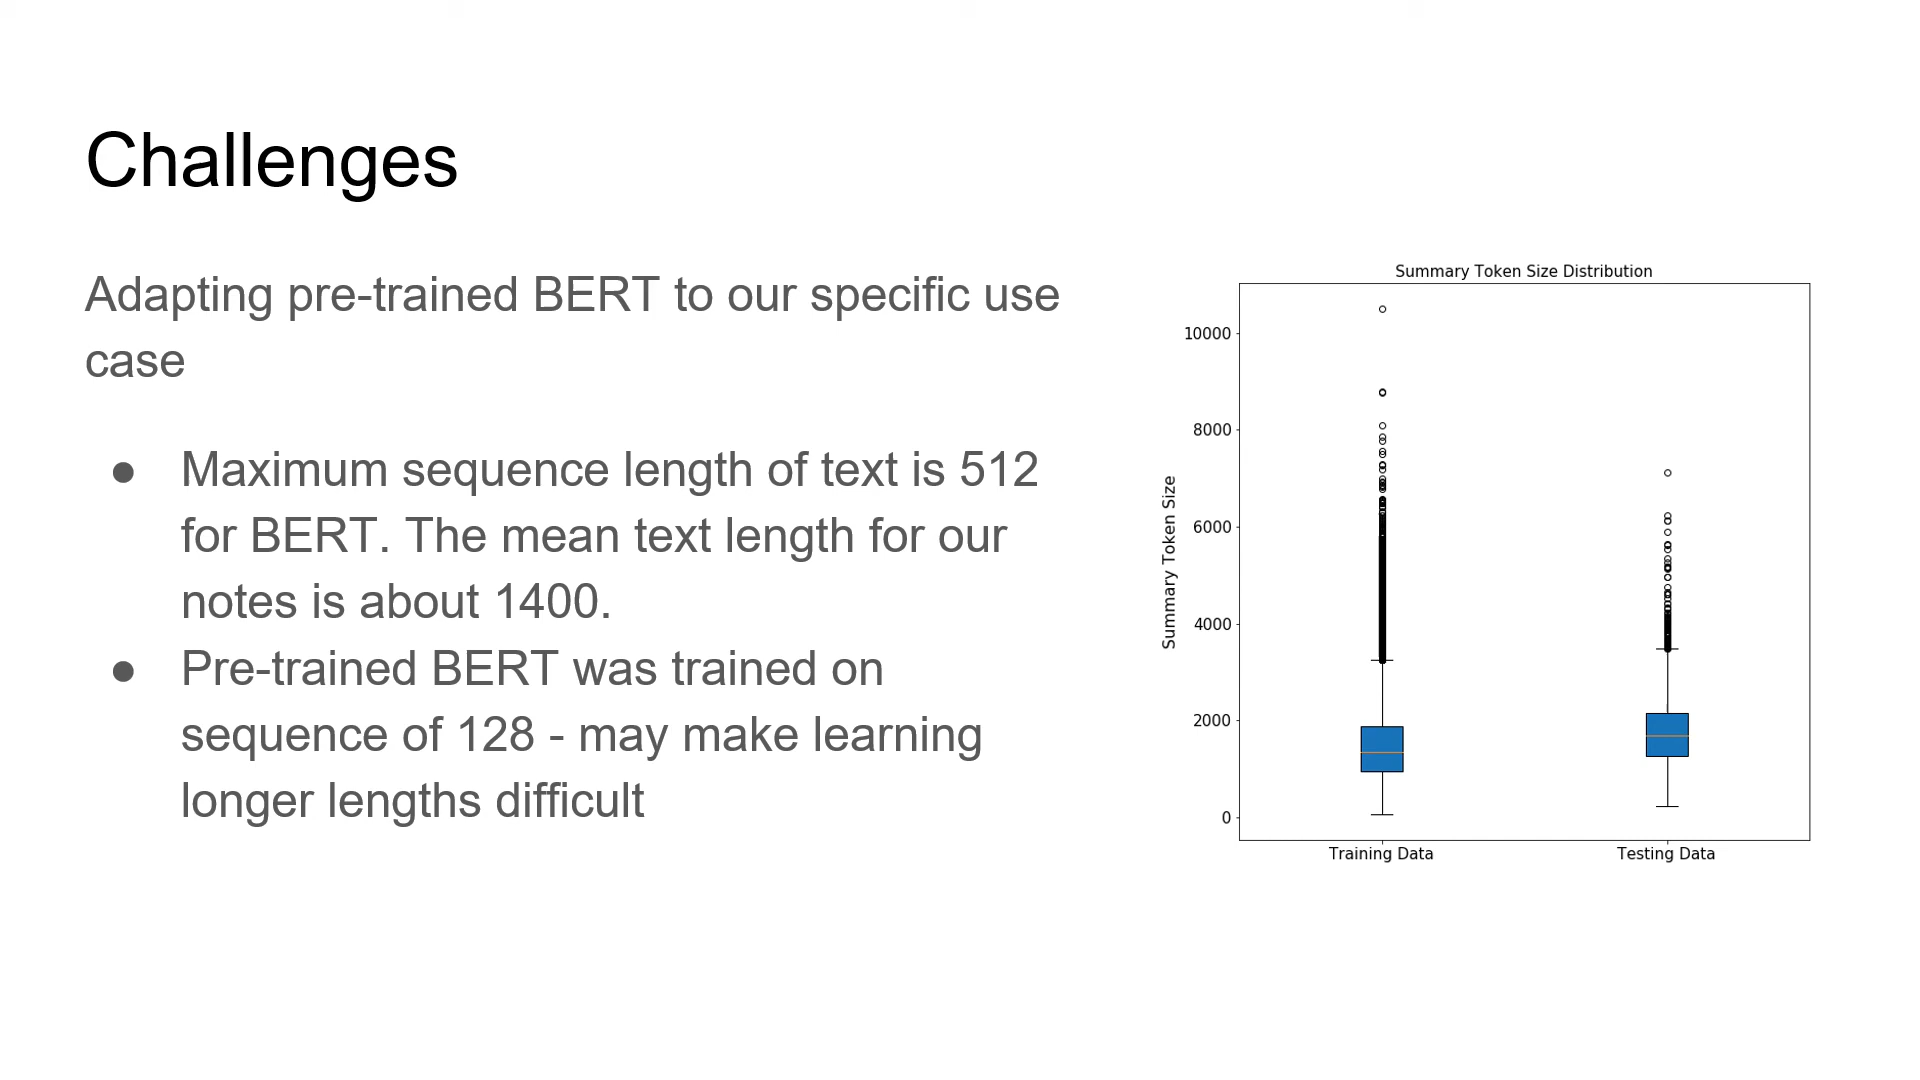 Challenges
Adapting pre-trained BERT to our specific use
case
● Maximum sequence length of text is 512
for BERT. The mean text length for our
notes is about 1400.
● Pre-trained BERT was trained on
sequence of 128 - may make learning
longer lengths difficult
Summary Token Size Distribution
Summary Token Size
10000
8000
6000
4000
2000
0
Training Data
Testing Data